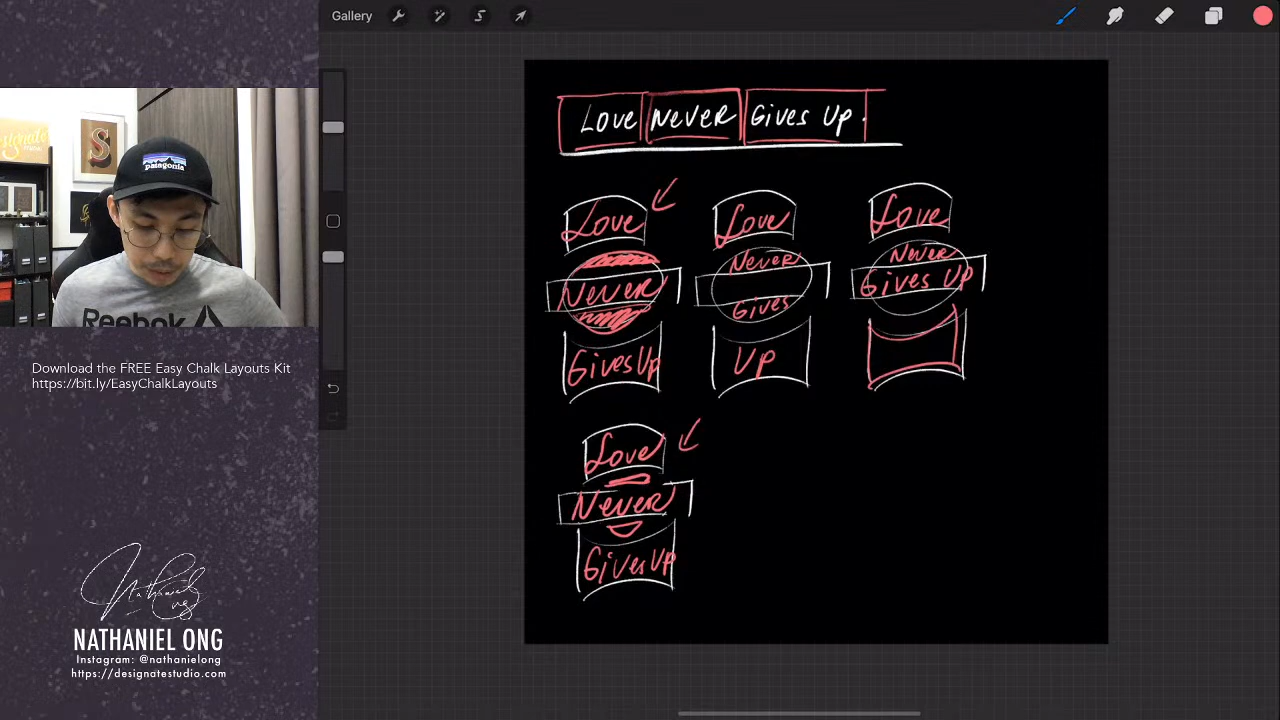 Gallery
Love Never Gives Up.
Love
Never
Gives Up
Love
Never
Gives
Up
Love
Never
Gives Up
Love
Never
Gives Up
S
patagonia
Reebok
Download the FREE Easy Chalk Layouts Kit
https://bit.ly/EasyChalkLayouts
NATHANIEL ONG
Instagram: @nathanielong
https://designatestudio.com